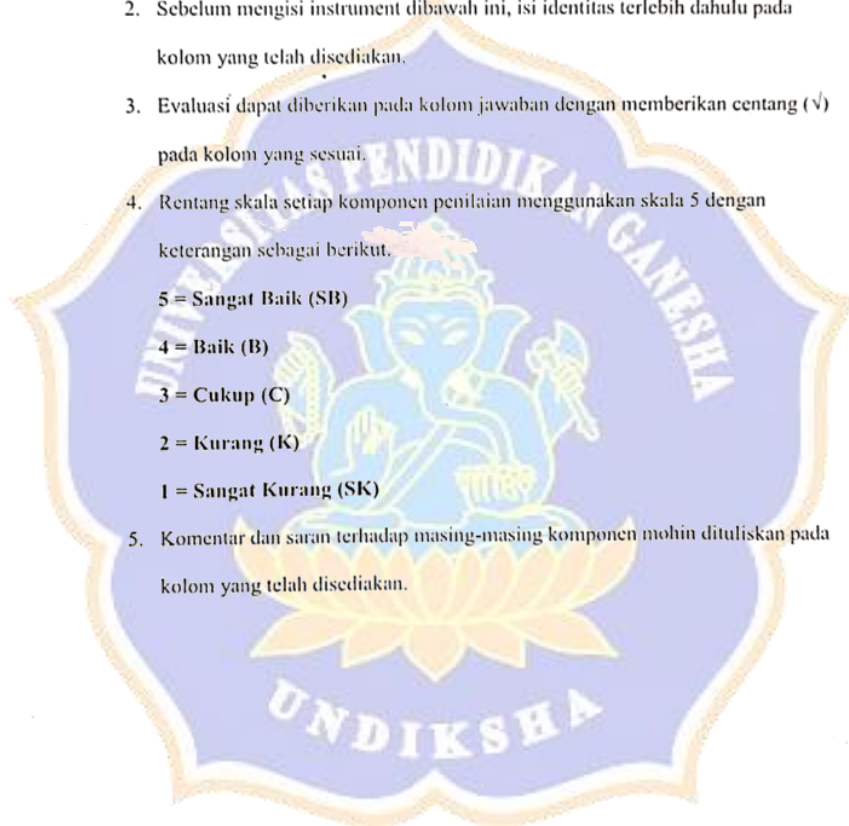 2. Sebelum mengisi instrument dibawah ini, isi identitas terlebih dahulu pada
kolom yang telah disediakan.
3. Evaluasi dapat diberikan pada kolom jawaban dengan memberikan centang (√)
pada kolom yang sesuai.
4. Rentang skala setiap komponen penilaian menggunakan skala 5 dengan
keterangan sebagai berikut.
5 = Sangat Baik (SB)
4 = Baik (B)
3 = Cukup (C)
2 = Kurang (K)
1 = Sangat Kurang (SK)
5. Komentar dan saran terhadap masing-masing komponen mohin dituliskan pada
kolom yang telah disediakan.
UNIVERSITAS PENDIDIKAN GANESHA
UNDIKSHA